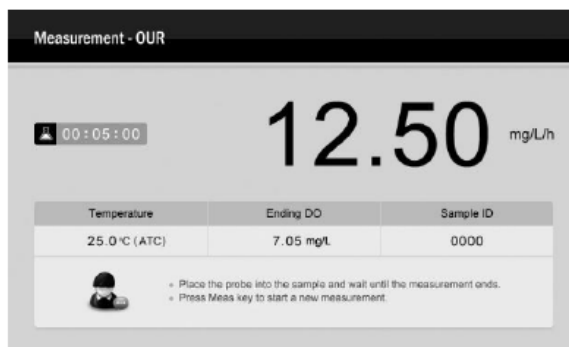 Measurement - OUR
00:05:00
12.50 mg/L/h
Temperature Ending DO Sample ID
25.0 ℃ (ATC) 7.05 mg/L 0000
Place the probe into the sample and wait until the measurement ends.
Press Meas key to start a new measurement.